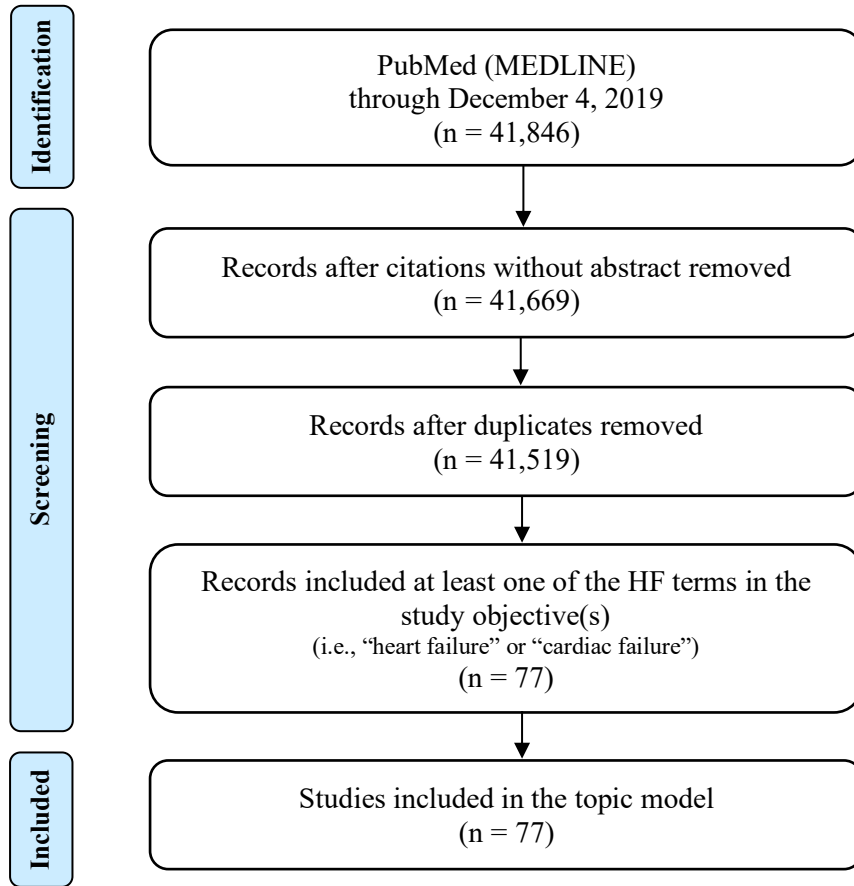 Identification
PubMed (MEDLINE)
through December 4, 2019
(n = 41,846)
Screening
Records after citations without abstract removed
(n = 41,669)
Records after duplicates removed
(n = 41,519)
Records included at least one of the HF terms in the
study objective(s)
(i.e., “heart failure” or “cardiac failure”)
(n = 77)
Included
Studies included in the topic model
(n = 77)